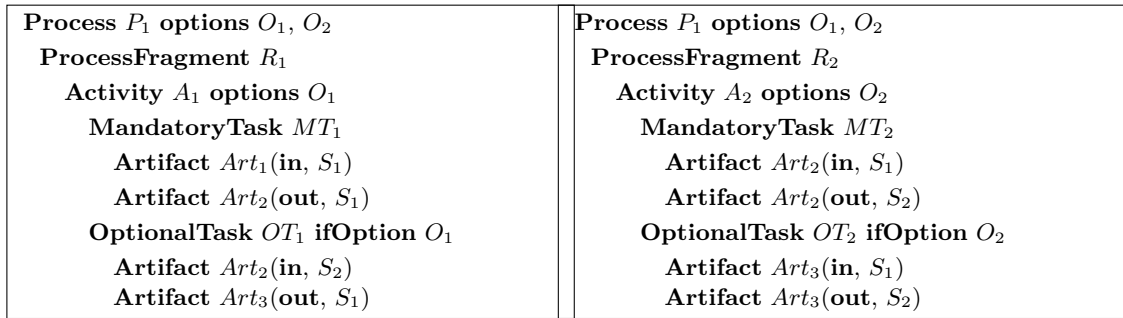 Process P₁ options O₁, O₂
ProcessFragment R₁
Activity A₁ options O₁
MandatoryTask MT₁
Artifact Art₁(in, S₁)
Artifact Art₂(out, S₁)
OptionalTask OT₁ ifOption O₁
Artifact Art₂(in, S₂)
Artifact Art₃(out, S₁)
Process P₁ options O₁, O₂
ProcessFragment R₂
Activity A₂ options O₂
MandatoryTask MT₂
Artifact Art₂(in, S₁)
Artifact Art₂(out, S₂)
OptionalTask OT₂ ifOption O₂
Artifact Art₃(in, S₁)
Artifact Art₃(out, S₂)